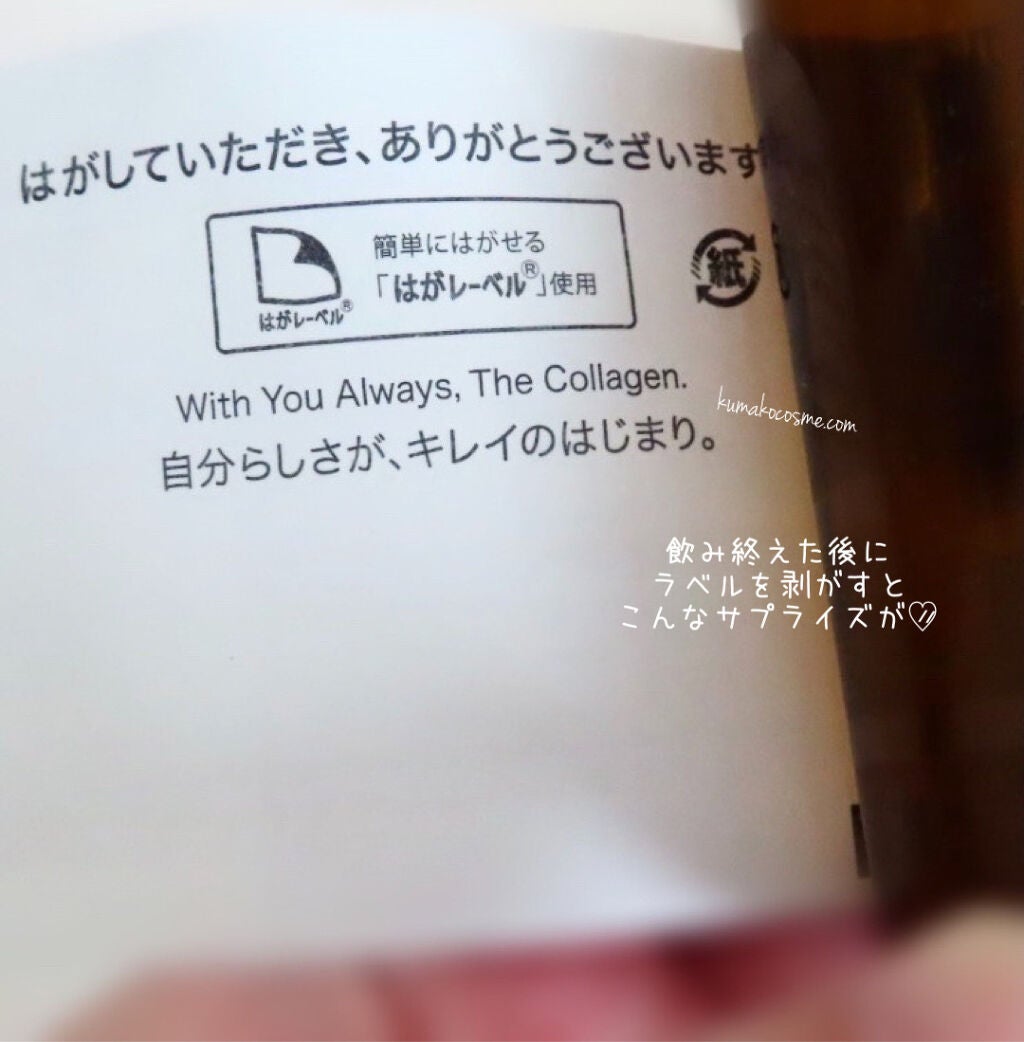 はがしていただき、ありがとうございます
簡単にはがせる
「はがレーベル®」使用
はがレーベル®
紙
With You Always, The Collagen.
自分らしさが、キレイのはじまり。
kumakocosme.com
飲み終えた後に
ラベルを剥がすと
こんなサプライズが♡